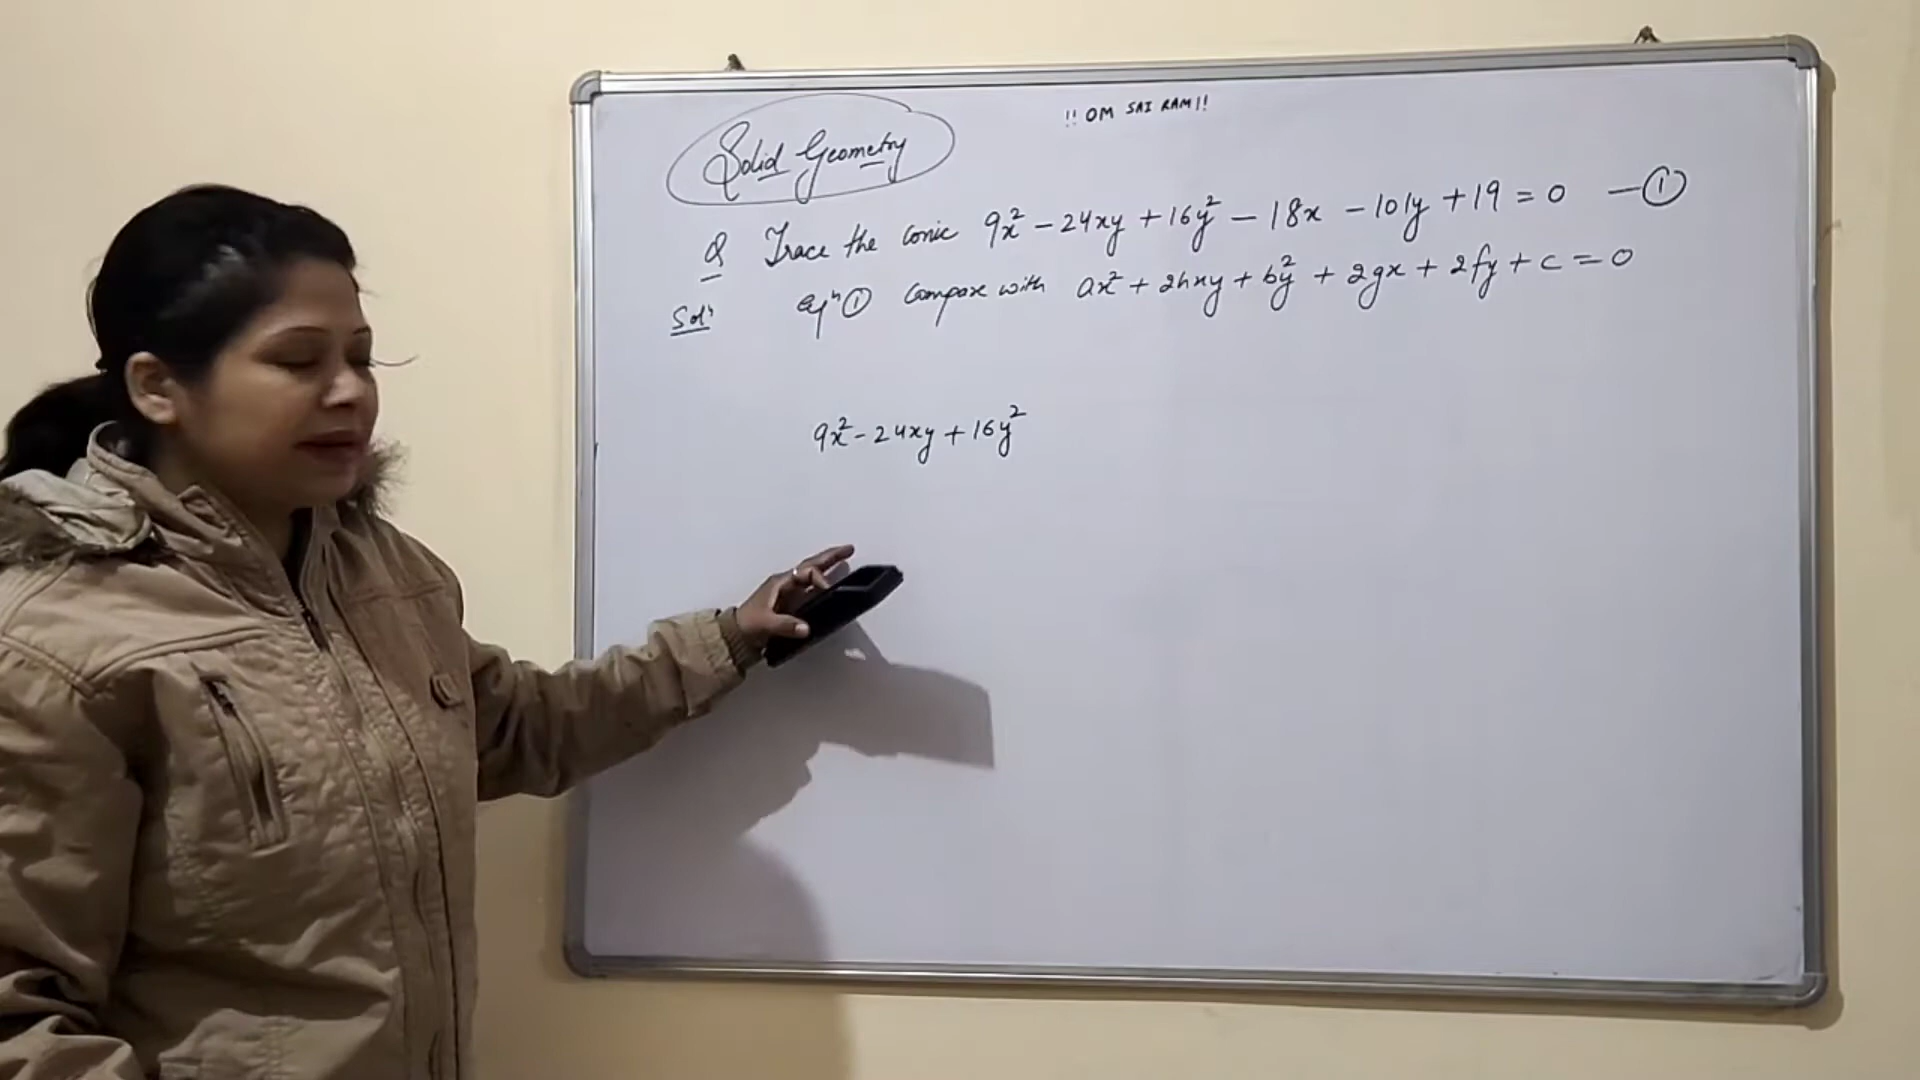 !! OM SAI RAM !!
Solid Geometry
Q Trace the conic 9x² - 24xy + 16y² - 18x - 101y + 19 = 0 — ①
Solⁿ eqⁿ ① Compare with ax² + 2hxy + by² + 2gx + 2fy + c = 0
9x² - 24xy + 16y²